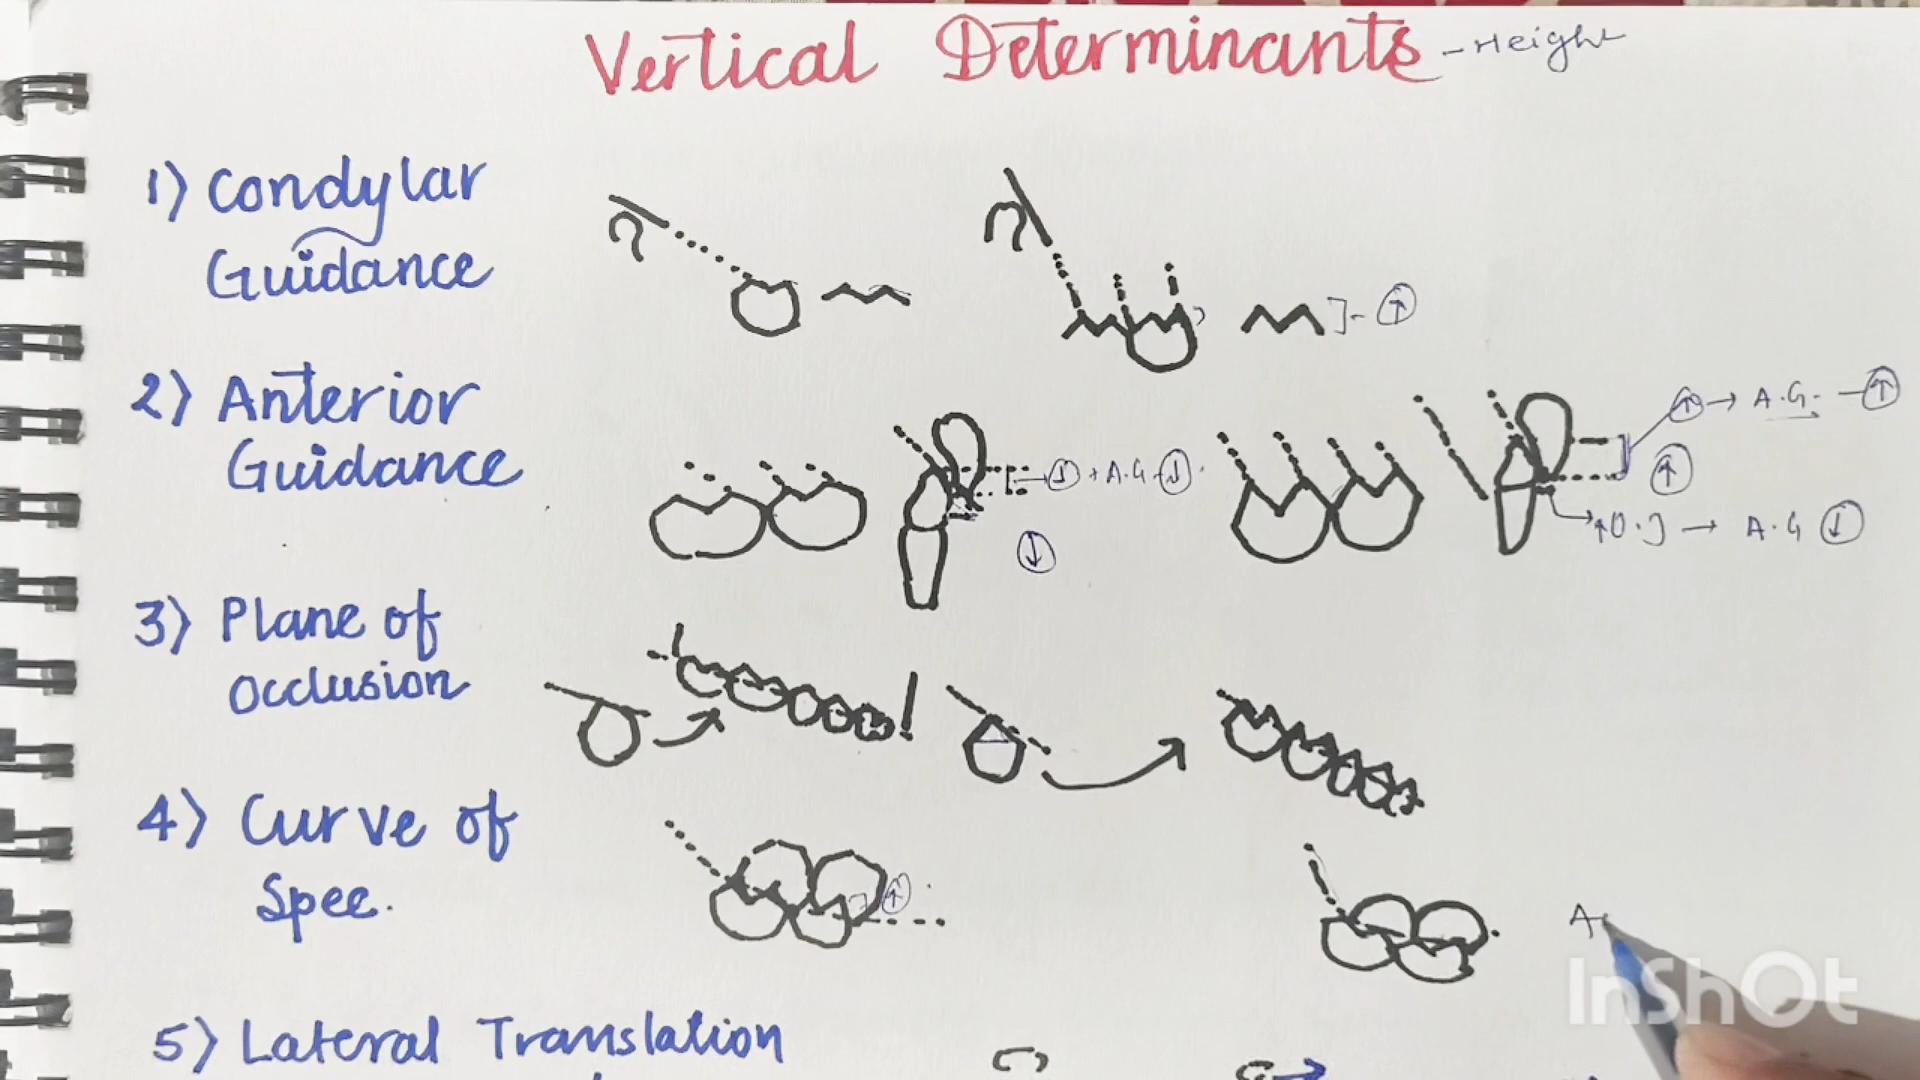 Vertical Determinants - Height
1) Condylar
Guidance
]- ↑
2) Anterior
Guidance
↓ + A.G - ↓
↓
↑ → A.G. - ↑
↑
↑O.J → A.G ↓
3) Plane of
Occlusion
4) Curve of
Spee.
]- ↑
A
5) Lateral Translation
InShOt